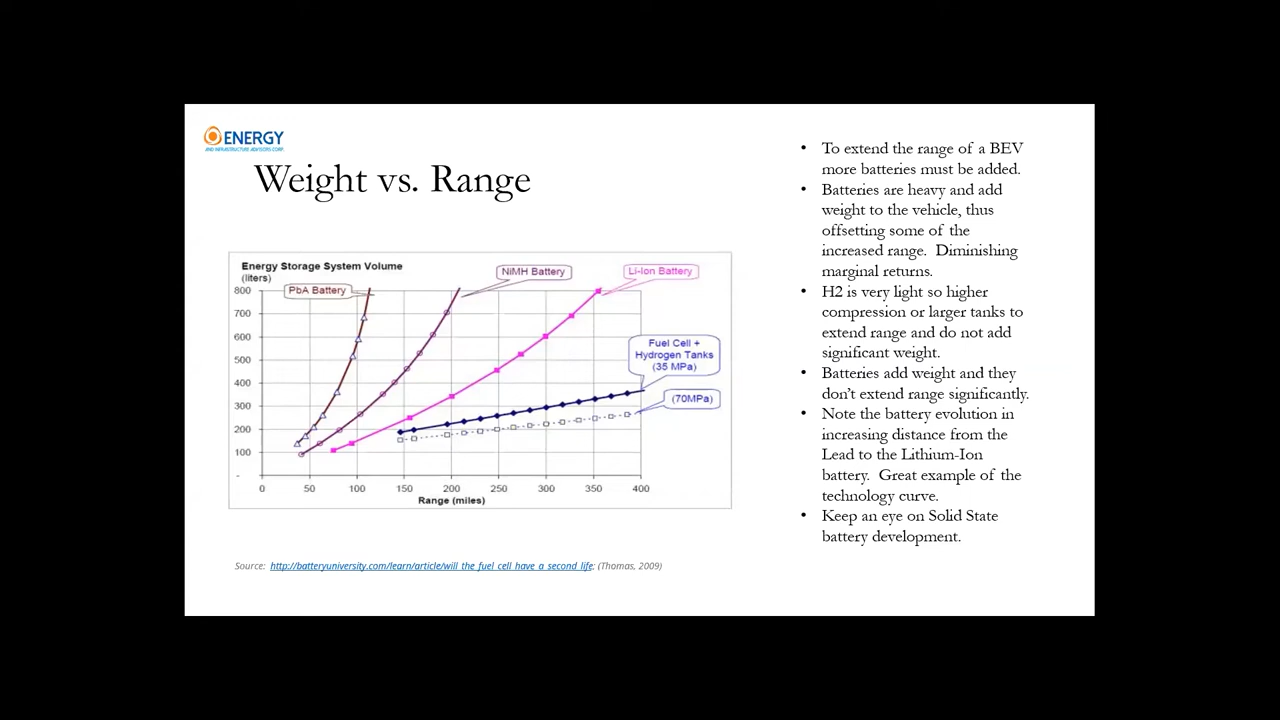 ENERGY
AND INFRASTRUCTURE ADVISORS CORP.
Weight vs. Range
Energy Storage System Volume
(liters)
PbA Battery
NiMH Battery
Li-Ion Battery
Fuel Cell +
Hydrogen Tanks
(35 MPa)
(70MPa)
800
700
600
500
400
300
200
100
-
0 50 100 150 200 250 300 350 400
Range (miles)
Source: http://batteryuniversity.com/learn/article/will_the_fuel_cell_have_a_second_life; (Thomas, 2009)
• To extend the range of a BEV
more batteries must be added.
• Batteries are heavy and add
weight to the vehicle, thus
offsetting some of the
increased range. Diminishing
marginal returns.
• H2 is very light so higher
compression or larger tanks to
extend range and do not add
significant weight.
• Batteries add weight and they
don't extend range significantly.
• Note the battery evolution in
increasing distance from the
Lead to the Lithium-Ion
battery. Great example of the
technology curve.
• Keep an eye on Solid State
battery development.